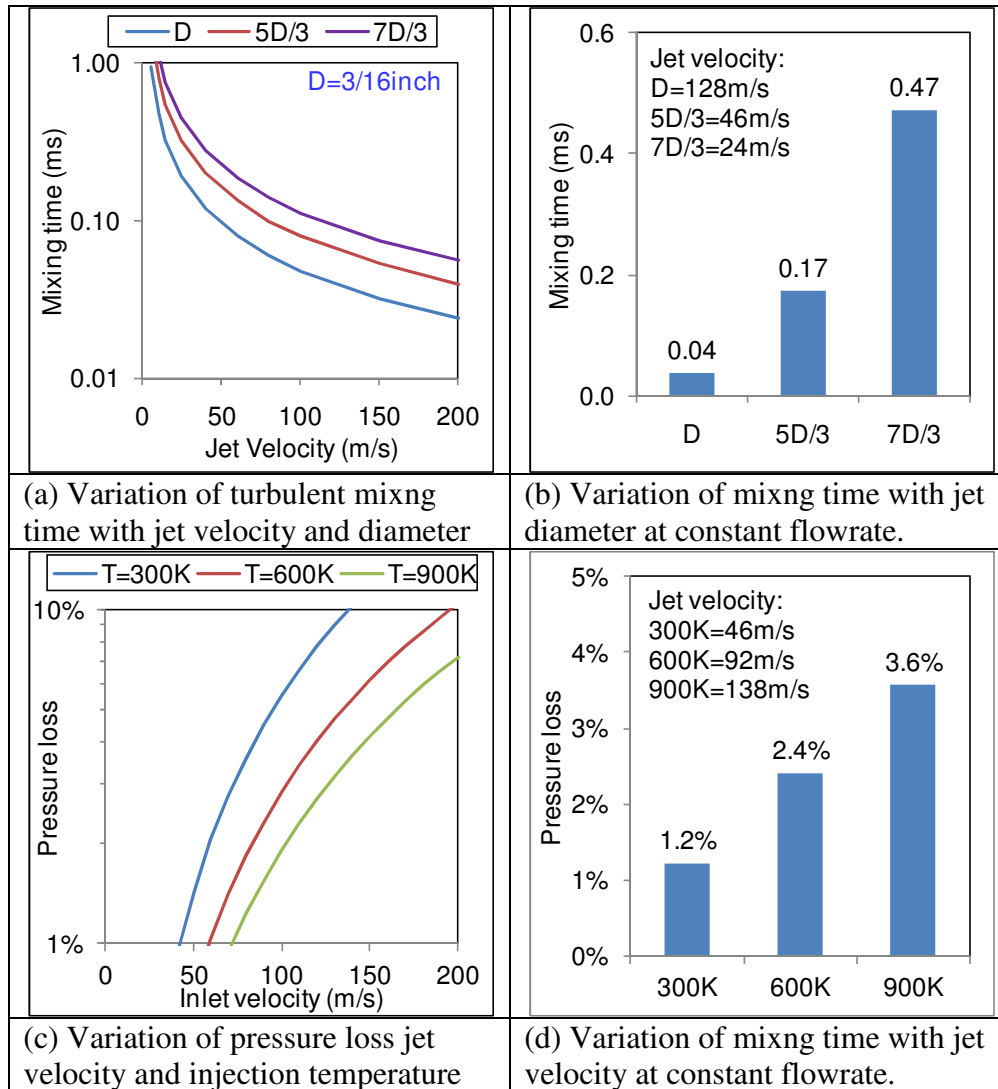 D 5D/3 7D/3
D=3/16inch
1.00
0.10
0.01
Mixing time (ms)
0 50 100 150 200
Jet Velocity (m/s)
0.6
0.4
0.2
0.0
Mixing time (ms)
Jet velocity:
D=128m/s
5D/3=46m/s
7D/3=24m/s
0.04
0.17
0.47
D 5D/3 7D/3
(a) Variation of turbulent mixng
time with jet velocity and diameter
(b) Variation of mixng time with jet
diameter at constant flowrate.
T=300K T=600K T=900K
10%
1%
Pressure loss
0 50 100 150 200
Inlet velocity (m/s)
5%
4%
3%
2%
1%
0%
Pressure loss
Jet velocity:
300K=46m/s
600K=92m/s
900K=138m/s
1.2%
2.4%
3.6%
300K 600K 900K
(c) Variation of pressure loss jet
velocity and injection temperature
(d) Variation of mixng time with jet
velocity at constant flowrate.